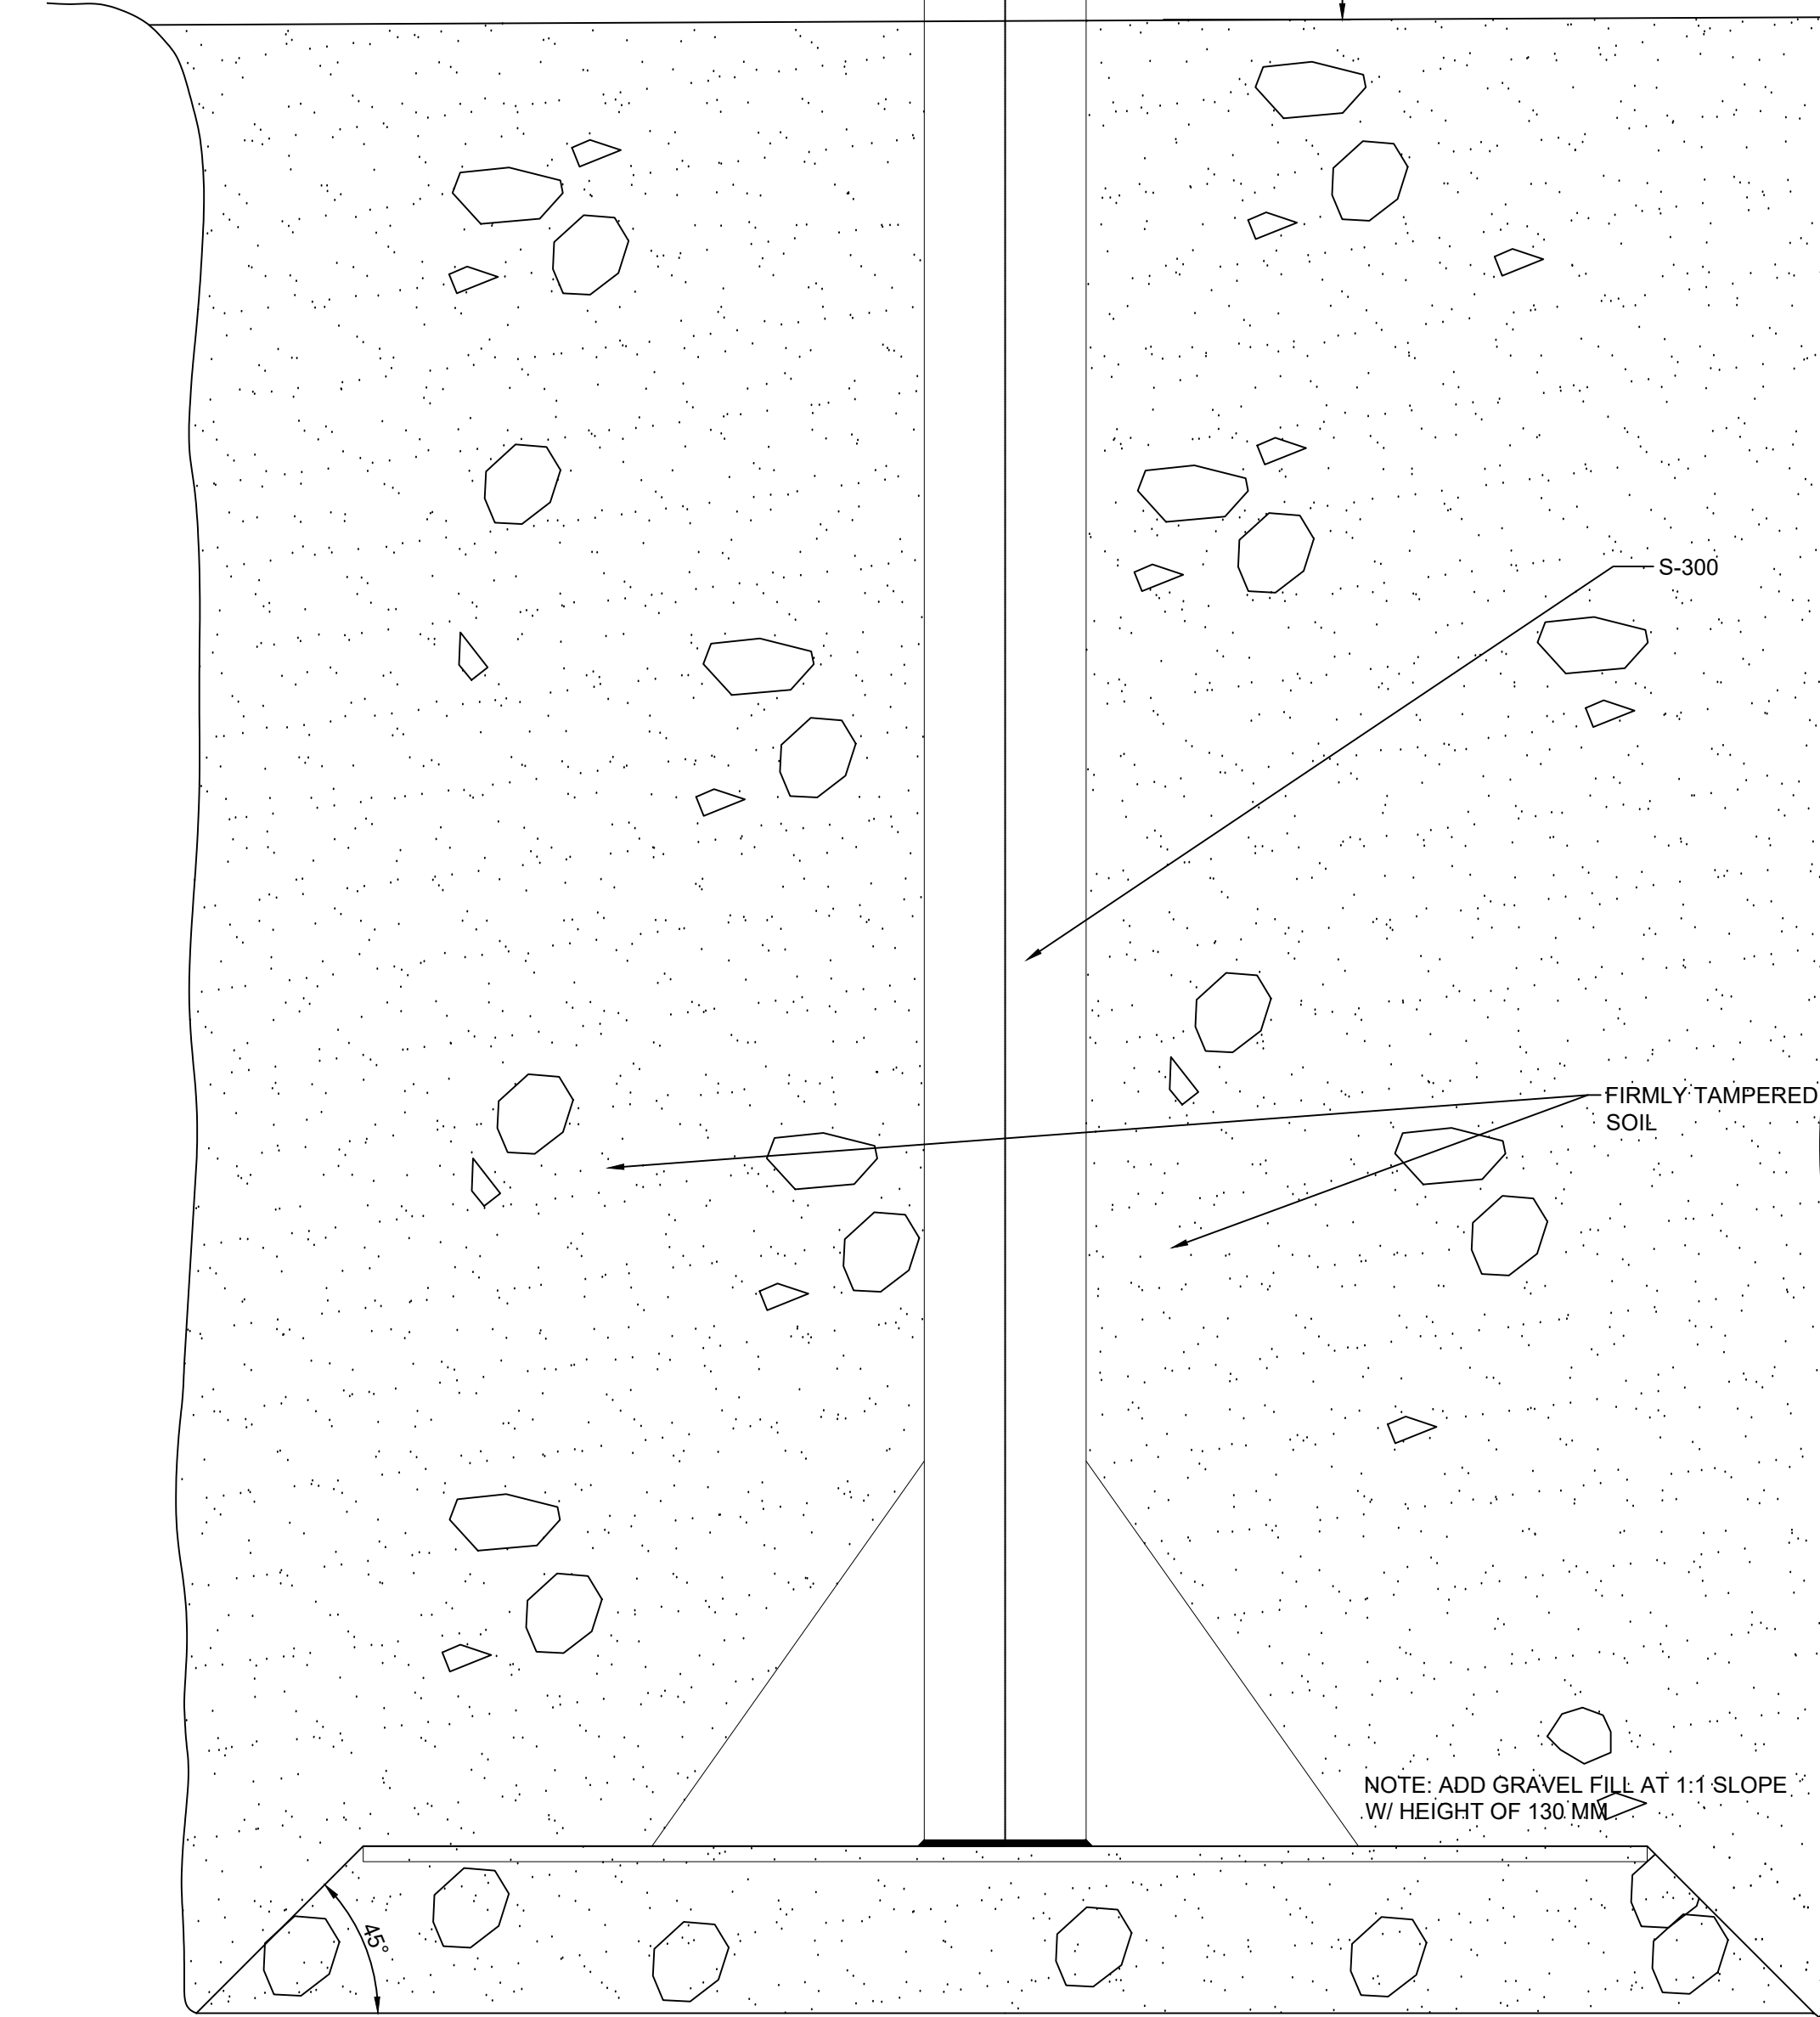 S-300
FIRMLY TAMPERED
SOIL
NOTE: ADD GRAVEL FILL AT 1:1 SLOPE
W/ HEIGHT OF 130 MM
45°